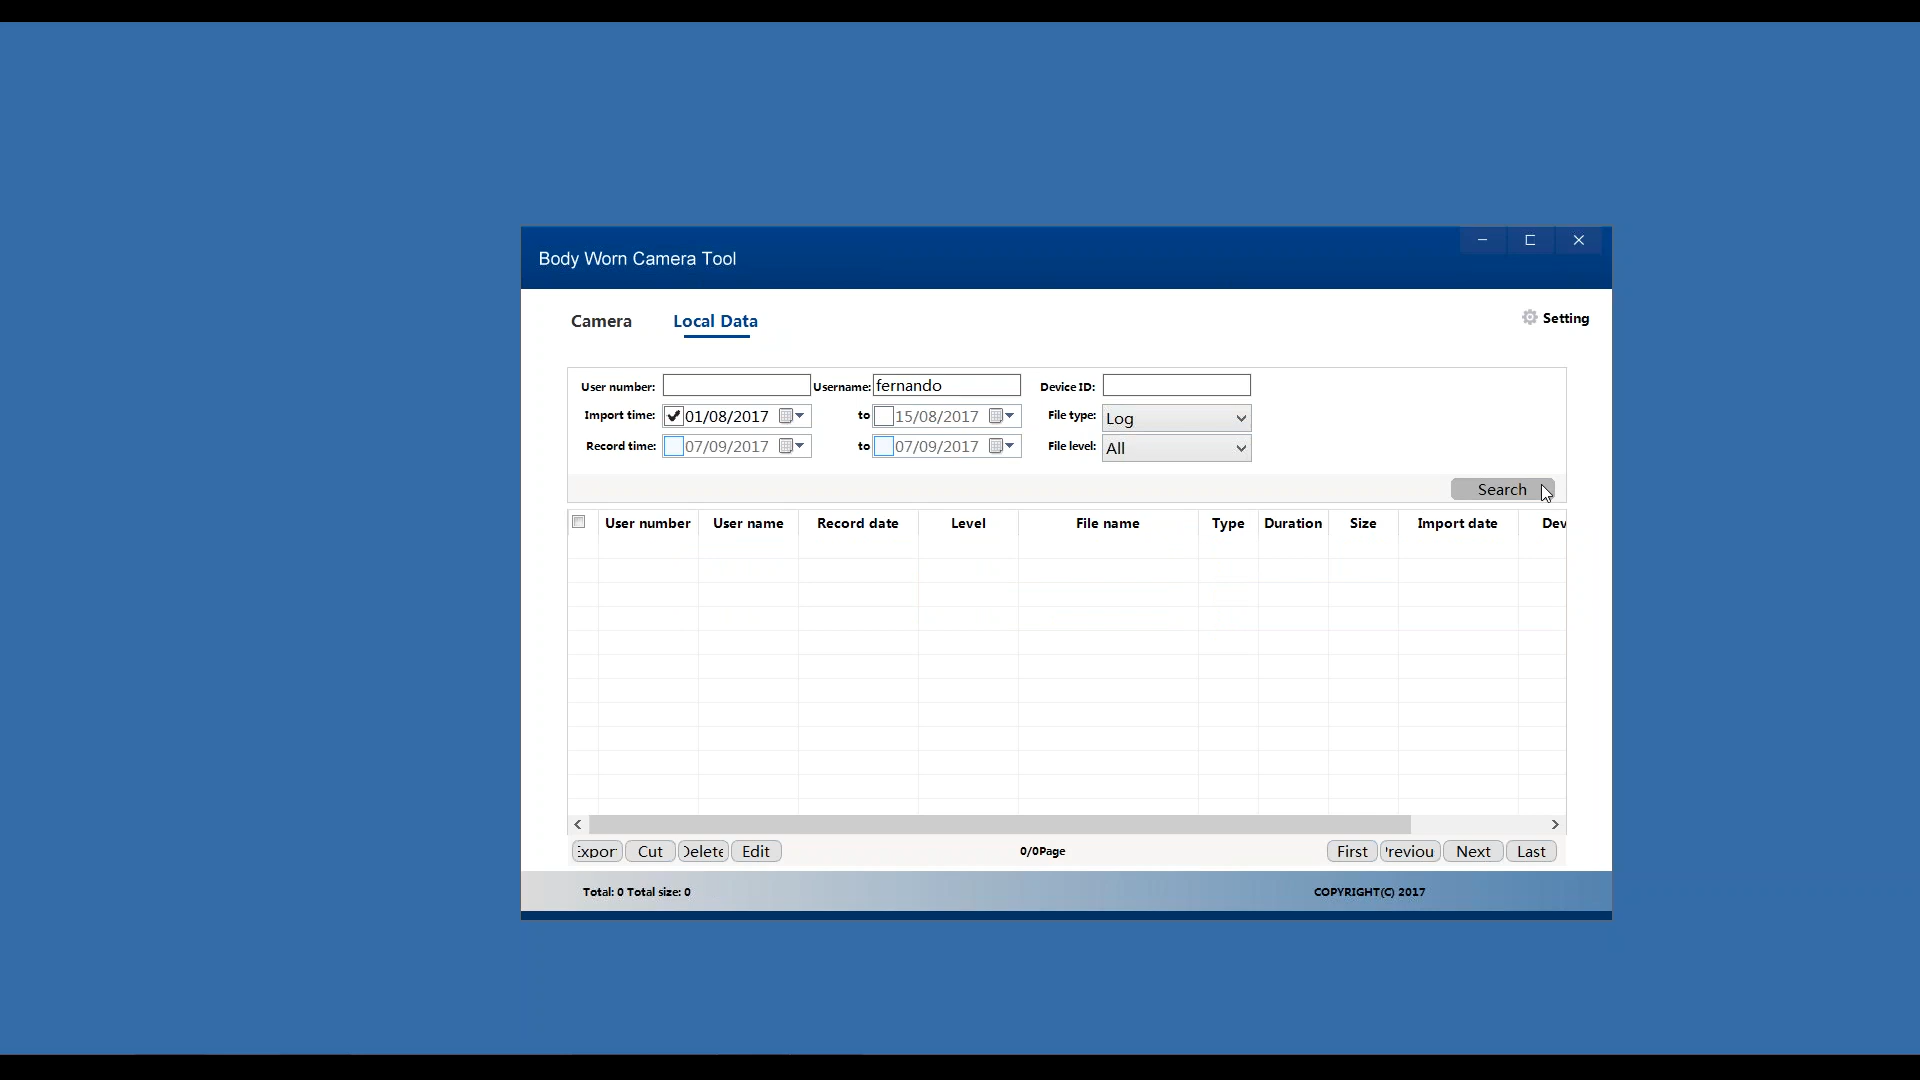 Body Worn Camera Tool
Camera Local Data Setting
User number: Username: fernando Device ID:
Import time: 01/08/2017 to 15/08/2017 File type: Log
Record time: 07/09/2017 to 07/09/2017 File level: All
Search
User number User name Record date Level File name Type Duration Size Import date Dev
Expor Cut Delete Edit 0/0Page First Previou Next Last
Total: 0 Total size: 0 COPYRIGHT(C) 2017